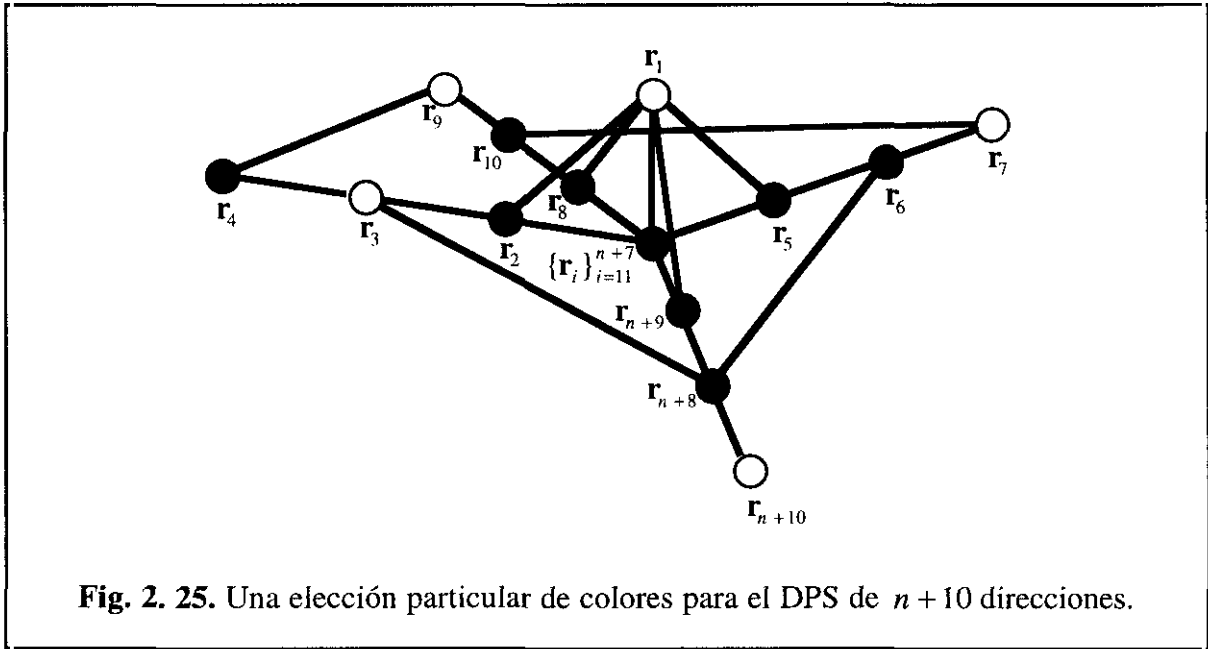 r₁
r₉
r₁₀
r₇
r₈
r₆
r₄
r₃
r₂
r₅
{rᵢ}ⁿ⁺⁷ᵢ₌₁₁
rₙ₊₉
rₙ₊₈
rₙ₊₁₀
Fig. 2. 25. Una elección particular de colores para el DPS de n + 10 direcciones.